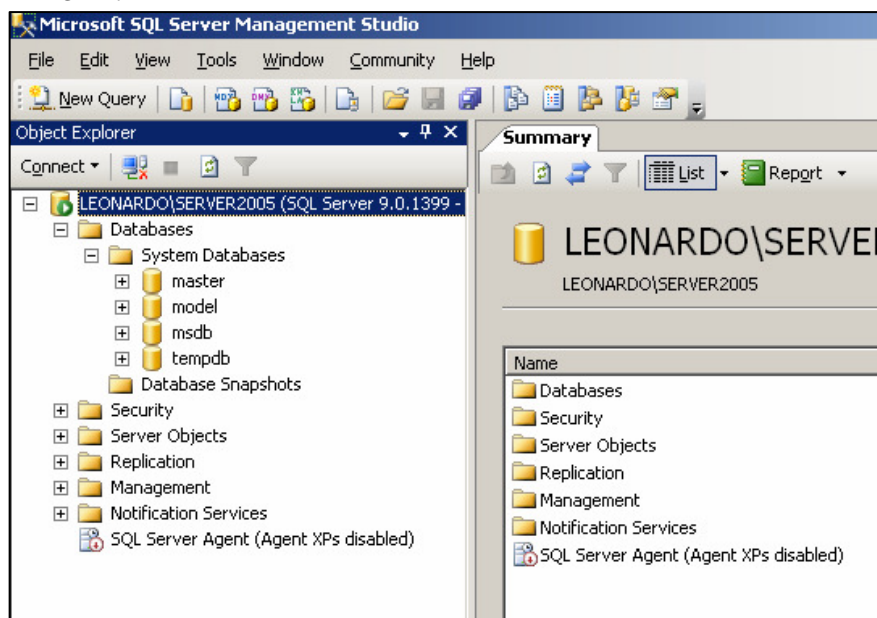 Microsoft SQL Server Management Studio
File Edit View Tools Window Community Help
New Query
Object Explorer
Connect
LEONARDO\SERVER2005 (SQL Server 9.0.1399 -
Databases
System Databases
master
model
msdb
tempdb
Database Snapshots
Security
Server Objects
Replication
Management
Notification Services
SQL Server Agent (Agent XPs disabled)
Summary
List Report
LEONARDO\SERVE
LEONARDO\SERVER2005
Name
Databases
Security
Server Objects
Replication
Management
Notification Services
SQL Server Agent (Agent XPs disabled)